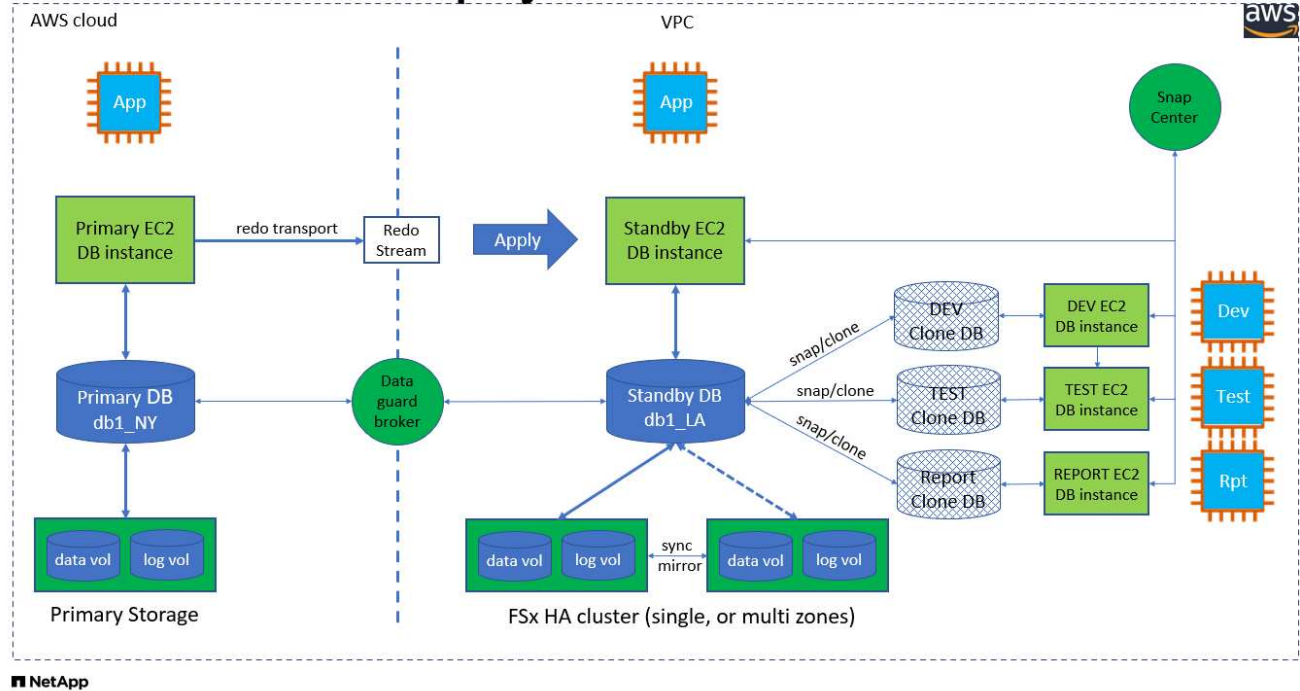 AWS cloud
VPC
aws
App
App
Snap
Center
Primary EC2
DB instance
redo transport
Redo
Stream
Apply
Standby EC2
DB instance
DEV
Clone DB
DEV EC2
DB instance
Dev
snap/clone
Primary DB
db1_NY
Data
guard
broker
Standby DB
db1_LA
snap/clone
TEST
Clone DB
TEST EC2
DB instance
Test
snap/clone
Report
Clone DB
REPORT EC2
DB instance
Rpt
data vol
log vol
data vol
log vol
sync
mirror
data vol
log vol
Primary Storage
FSx HA cluster (single, or multi zones)
NetApp